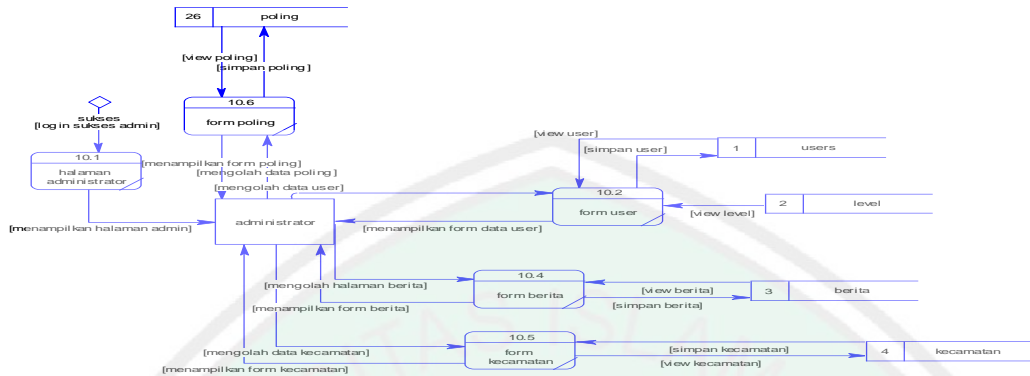 26 poling
[view poling]
[simpan poling]
10.6
form poling
sukses
[login sukses admin]
10.1
halaman
administrator
[menampilkan form poling]
[mengolah data poling]
[mengolah data user]
[menampilkan halaman admin]
administrator
[view user]
[simpan user]
1 users
10.2
form user
2 level
[view level]
[menampilkan form data user]
10.4
form berita
[mengolah halaman berita]
[menampilkan form berita]
[view berita]
[simpan berita]
3 berita
10.5
form
kecamatan
[mengolah data kecamatan]
[menampilkan form kecamatan]
[simpan kecamatan]
[view kecamatan]
4 kecamatan
TAS ISLA